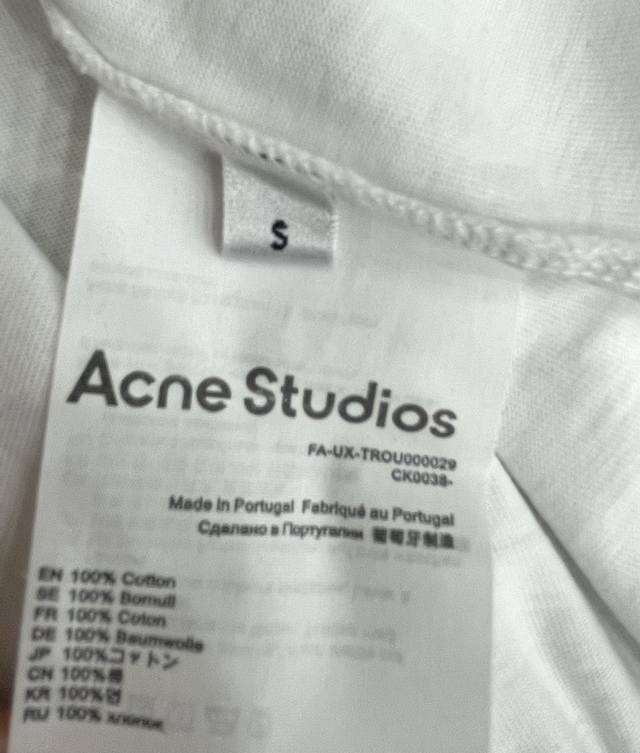 S
Acne Studios
FA-UX-TROU000029
CK0038-
Made in Portugal Fabriqué au Portugal
Сделано в Португалии 葡萄牙制造
EN 100% Cotton
SE 100% Bomull
FR 100% Coton
DE 100% Baumwolle
JP 100%コットン
CN 100%棉
KR 100%면
RU 100% хлопок